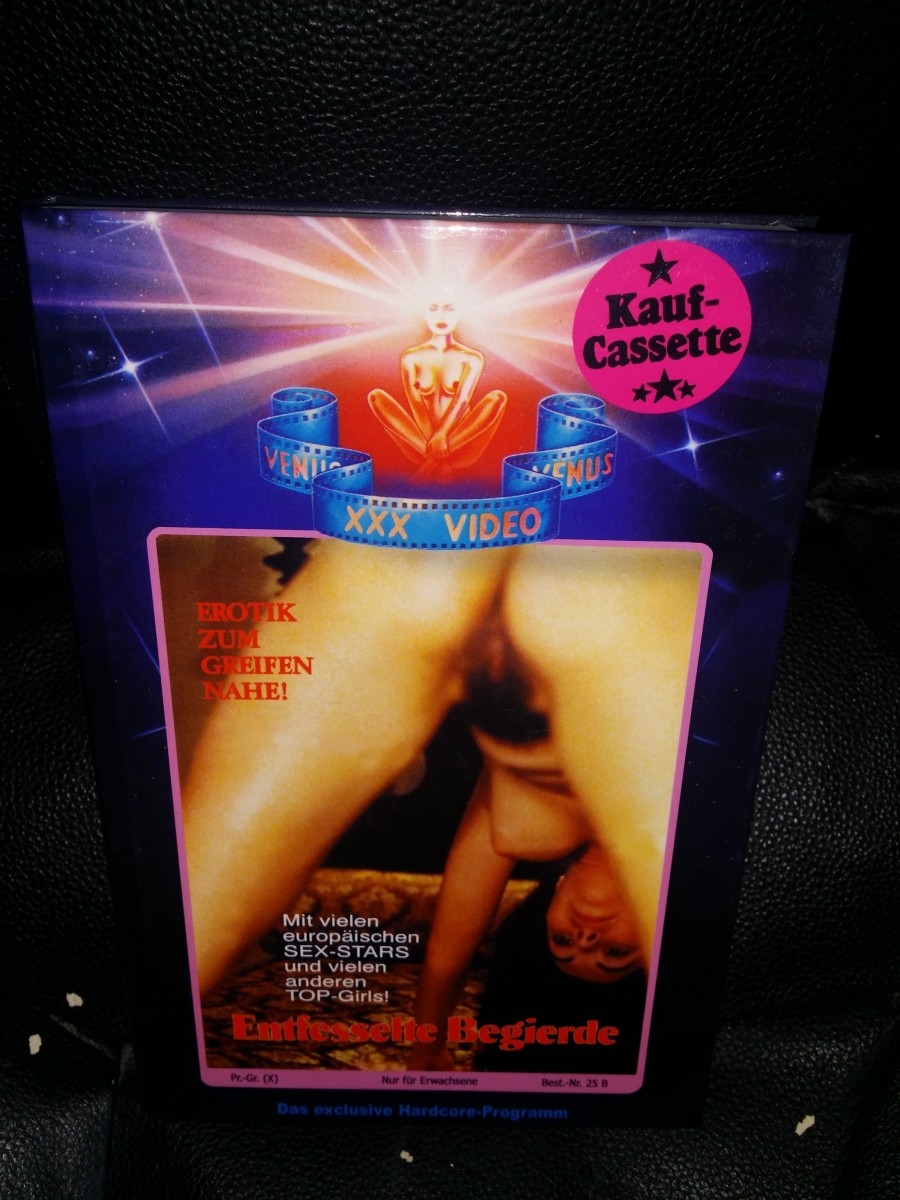 Kauf-
Cassette
VENUS
VENUS
XXX VIDEO
EROTIK
ZUM
GREIFEN
NAHE!
Mit vielen
europäischen
SEX-STARS
und vielen
anderen
TOP-Girls!
Entfesselte Begierde
Pr.-Gr. (X) Nur für Erwachsene Best.-Nr. 25 B
Das exclusive Hardcore-Programm